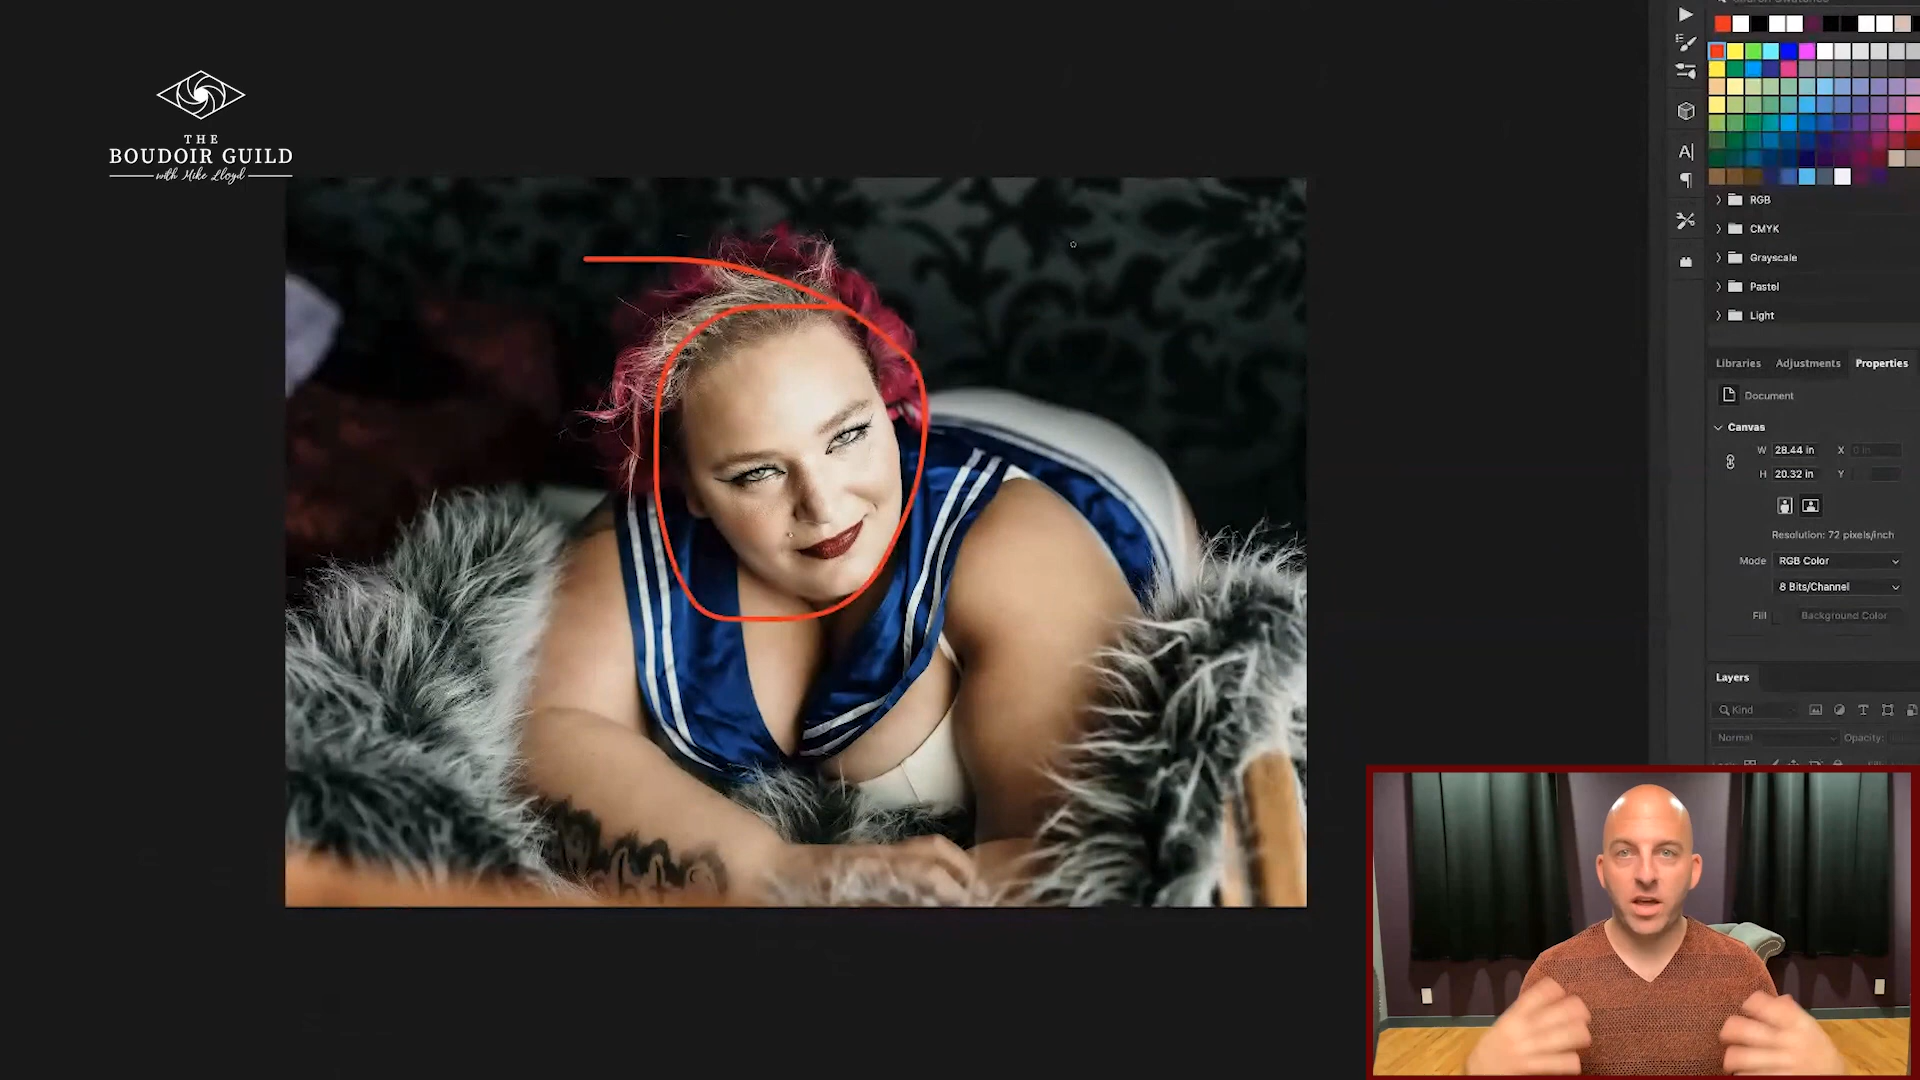 THE
BOUDOIR GUILD
with Mike Lloyd
RGB
CMYK
Grayscale
Pastel
Light
Libraries Adjustments Properties
Document
Canvas
W 28.44 in X 0 in
H 20.32 in Y
Resolution: 72 pixels/inch
Mode RGB Color
8 Bits/Channel
Fill Background Color
Layers
Kind
Normal Opacity: